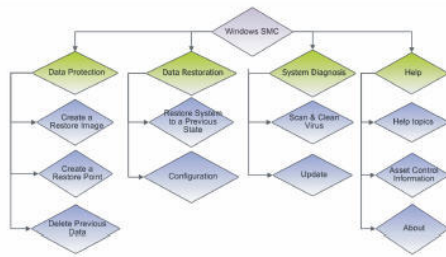 Windows SMC
Data Protection
Data Restoration
System Diagnosis
Help
Create a
Restore Image
Restore System
to a Previous
State
Scan & Clean
Virus
Help topics
Create a
Restore Point
Configuration
Update
Asset Control
Information
Delete Previous
Data
About